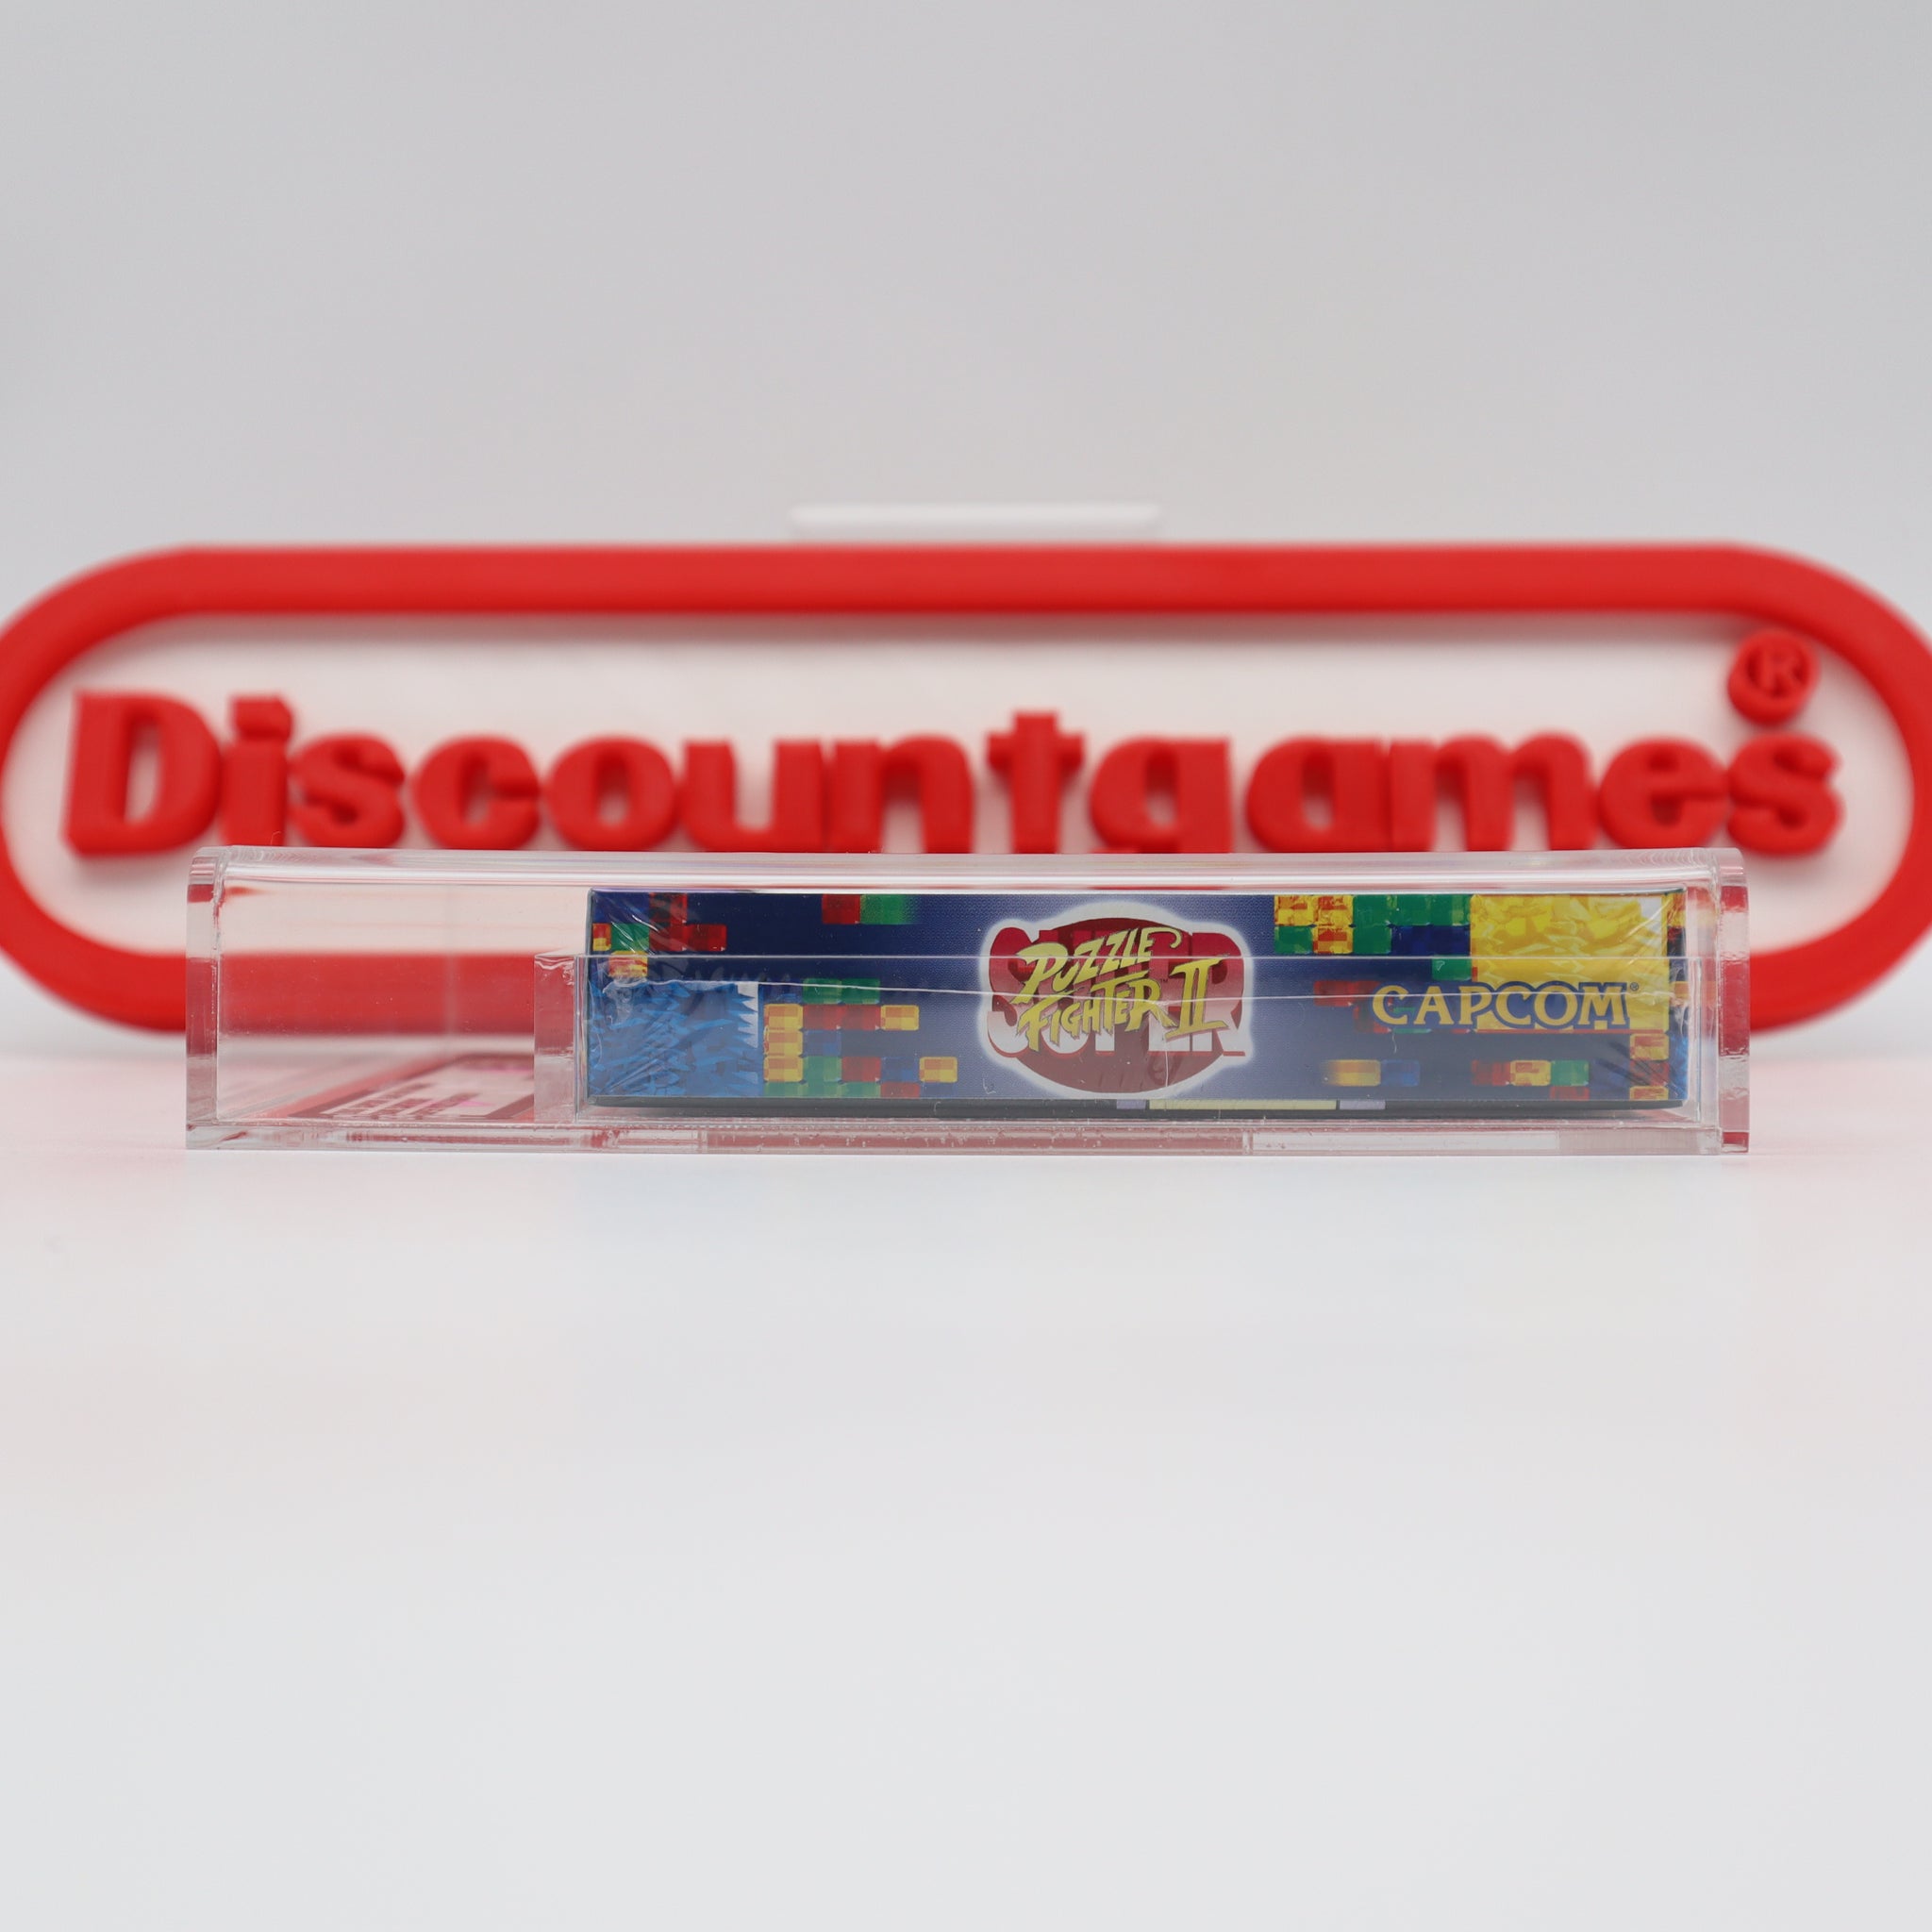 Discountgames®
SUPER
PUZZLE
FIGHTER II
CAPCOM®